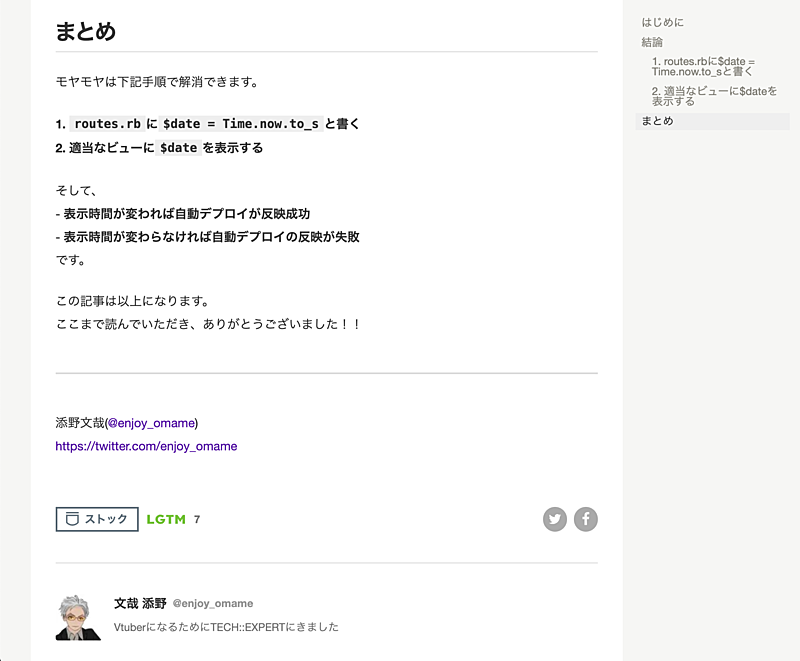 まとめ
モヤモヤは下記手順で解消できます。
1. routes.rb に $date = Time.now.to_s と書く
2. 適当なビューに $date を表示する
そして、
- 表示時間が変われば自動デプロイが反映成功
- 表示時間が変わらなければ自動デプロイの反映が失敗
です。
この記事は以上になります。
ここまで読んでいただき、ありがとうございました！！
添野文哉(@enjoy_omame)
https://twitter.com/enjoy_omame
ストック LGTM 7
文哉 添野 @enjoy_omame
VtuberになるためにTECH::EXPERTにきました
はじめに
結論
1. routes.rbに$date =
Time.now.to_sと書く
2. 適当なビューに$dateを
表示する
まとめ